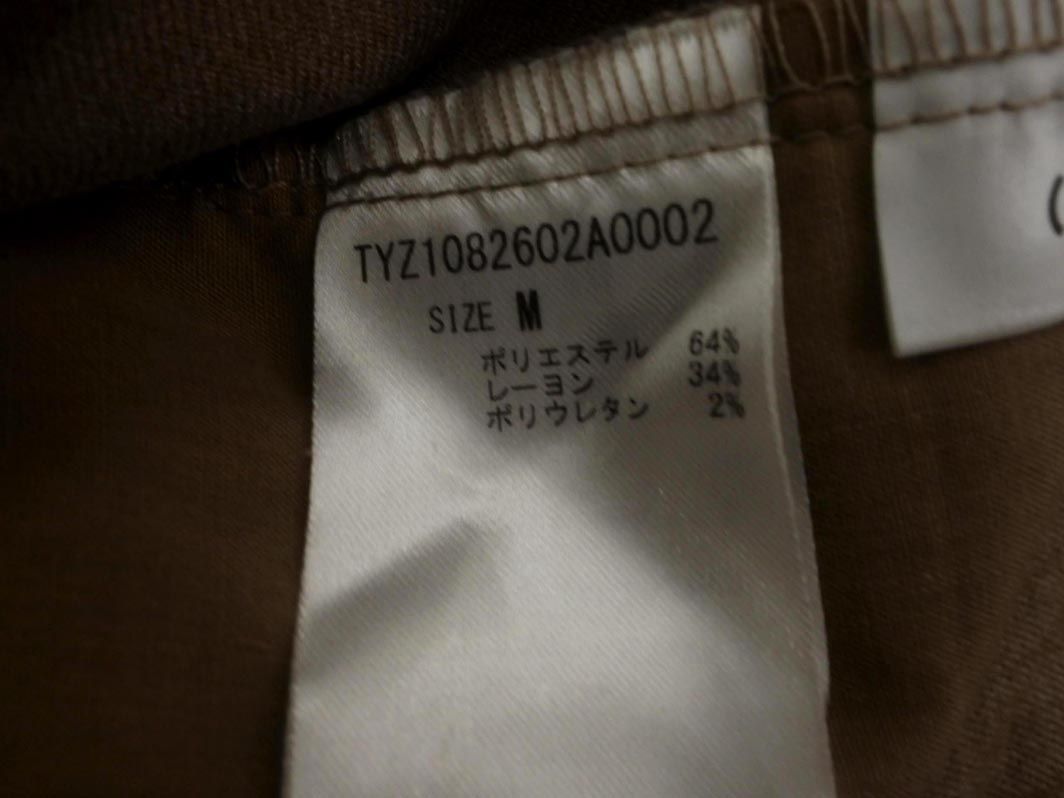 TYZ1082602A0002
SIZE M
ポリエステル 64%
レーヨン 34%
ポリウレタン 2%